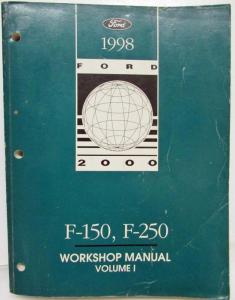 Ford
1998
FORD
2000
F-150, F-250
WORKSHOP MANUAL
VOLUME I